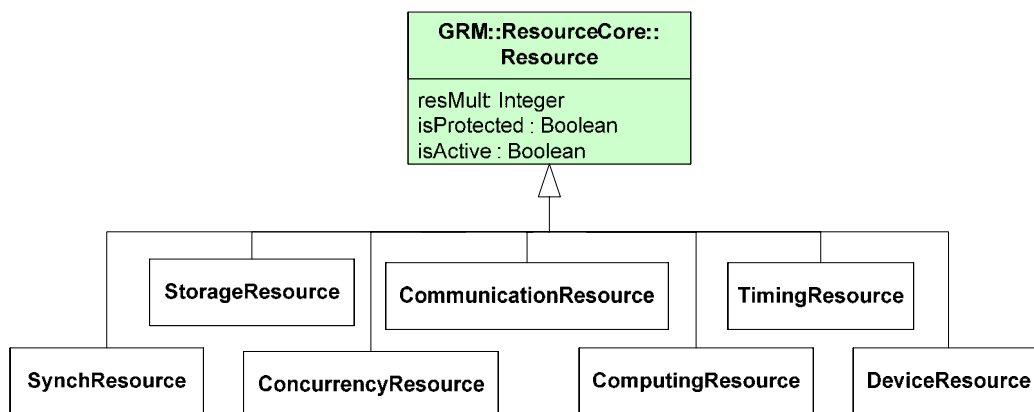 GRM::ResourceCore::
Resource
resMult: Integer
isProtected : Boolean
isActive : Boolean
StorageResource
CommunicationResource
TimingResource
SynchResource
ConcurrencyResource
ComputingResource
DeviceResource